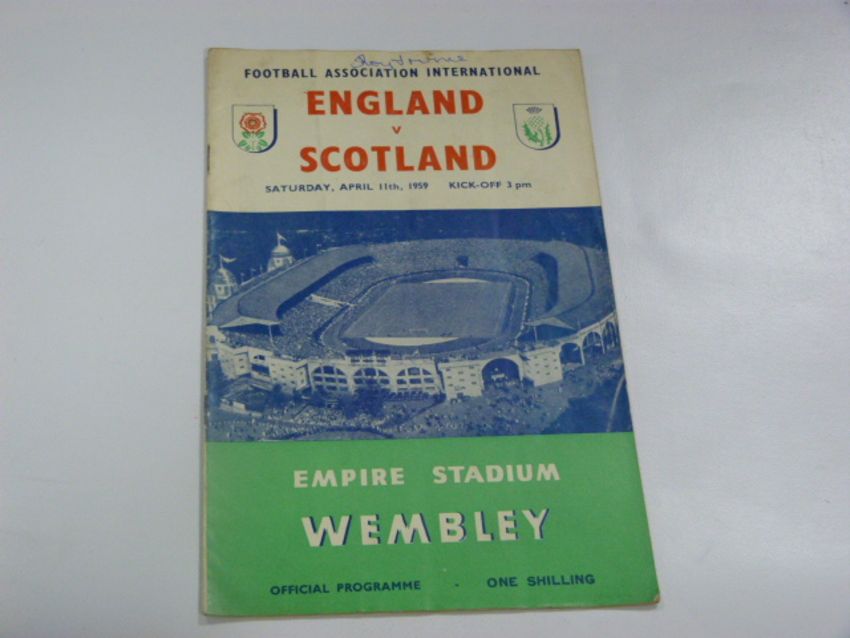 FOOTBALL ASSOCIATION INTERNATIONAL
ENGLAND
v
SCOTLAND
SATURDAY, APRIL 11th, 1959 KICK-OFF 3 pm
EMPIRE STADIUM
WEMBLEY
OFFICIAL PROGRAMME - ONE SHILLING